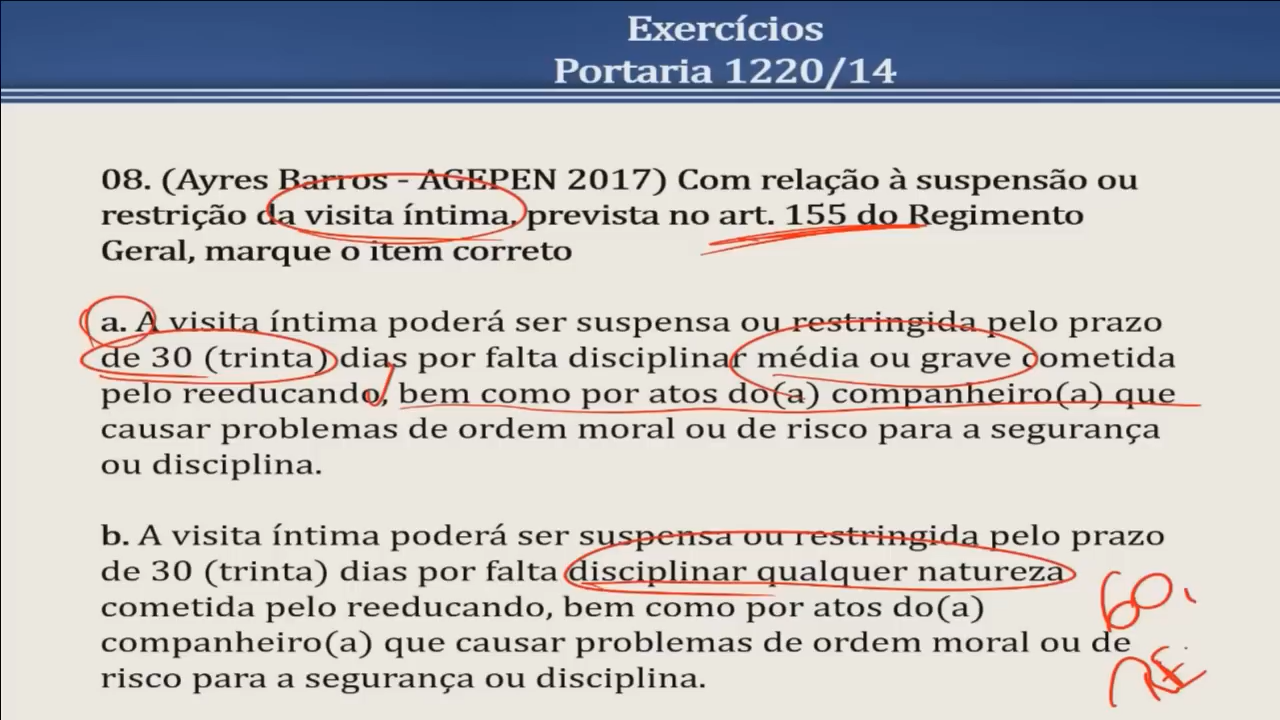 Exercícios
Portaria 1220/14
08. (Ayres Barros - AGEPEN 2017) Com relação à suspensão ou
restrição da visita íntima, prevista no art. 155 do Regimento
Geral, marque o item correto
a. A visita íntima poderá ser suspensa ou restringida pelo prazo
de 30 (trinta) dias por falta disciplinar média ou grave cometida
pelo reeducando, bem como por atos do(a) companheiro(a) que
causar problemas de ordem moral ou de risco para a segurança
ou disciplina.
b. A visita íntima poderá ser suspensa ou restringida pelo prazo
de 30 (trinta) dias por falta disciplinar qualquer natureza
cometida pelo reeducando, bem como por atos do(a)
60
companheiro(a) que causar problemas de ordem moral ou de
risco para a segurança ou disciplina.